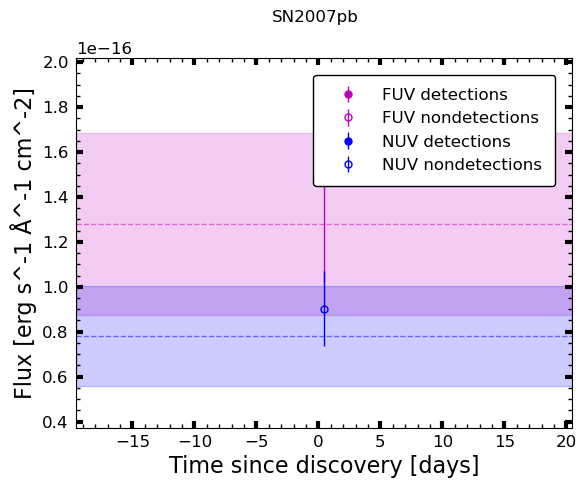 SN2007pb
1e−16
2.0
1.8
1.6
1.4
1.2
1.0
0.8
0.6
0.4
Flux [erg s^-1 Å^-1 cm^-2]
FUV detections
FUV nondetections
NUV detections
NUV nondetections
−15 −10 −5 0 5 10 15 20
Time since discovery [days]